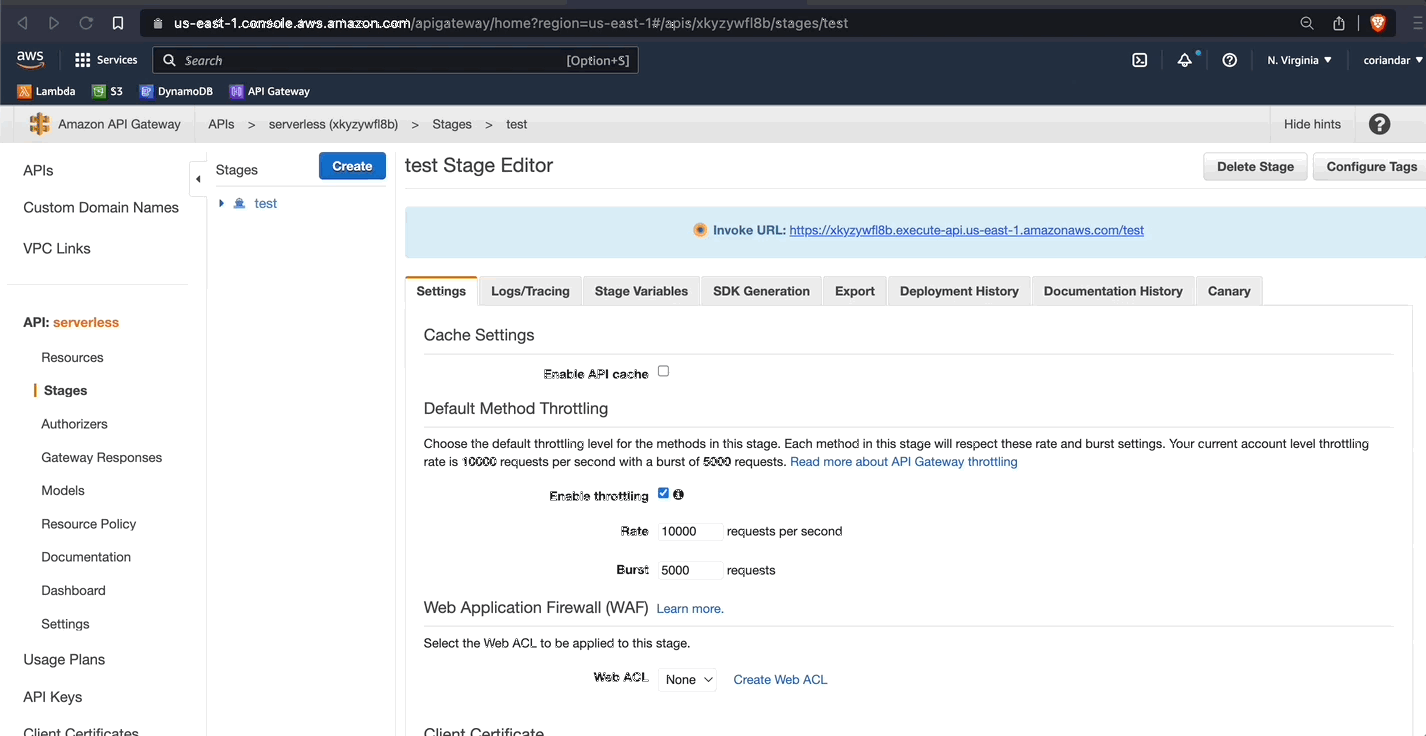 us-east-1.console.aws.amazon.com/apigateway/home?region=us-east-1#/apis/xkyzywfl8b/stages/test
aws Services Search [Option+S] N. Virginia coriandar
Lambda S3 DynamoDB API Gateway
Amazon API Gateway APIs > serverless (xkyzywfl8b) > Stages > test Hide hints ?
APIs
Custom Domain Names
VPC Links
API: serverless
Resources
Stages
Authorizers
Gateway Responses
Models
Resource Policy
Documentation
Dashboard
Settings
Usage Plans
API Keys
Client Certificates
Stages Create
test
test Stage Editor Delete Stage Configure Tags
Invoke URL: https://xkyzywfl8b.execute-api.us-east-1.amazonaws.com/test
Settings Logs/Tracing Stage Variables SDK Generation Export Deployment History Documentation History Canary
Cache Settings
Enable API cache
Default Method Throttling
Choose the default throttling level for the methods in this stage. Each method in this stage will respect these rate and burst settings. Your current account level throttling
rate is 10000 requests per second with a burst of 5000 requests. Read more about API Gateway throttling
Enable throttling
Rate 10000 requests per second
Burst 5000 requests
Web Application Firewall (WAF) Learn more.
Select the Web ACL to be applied to this stage.
Web ACL None Create Web ACL
Client Certificate